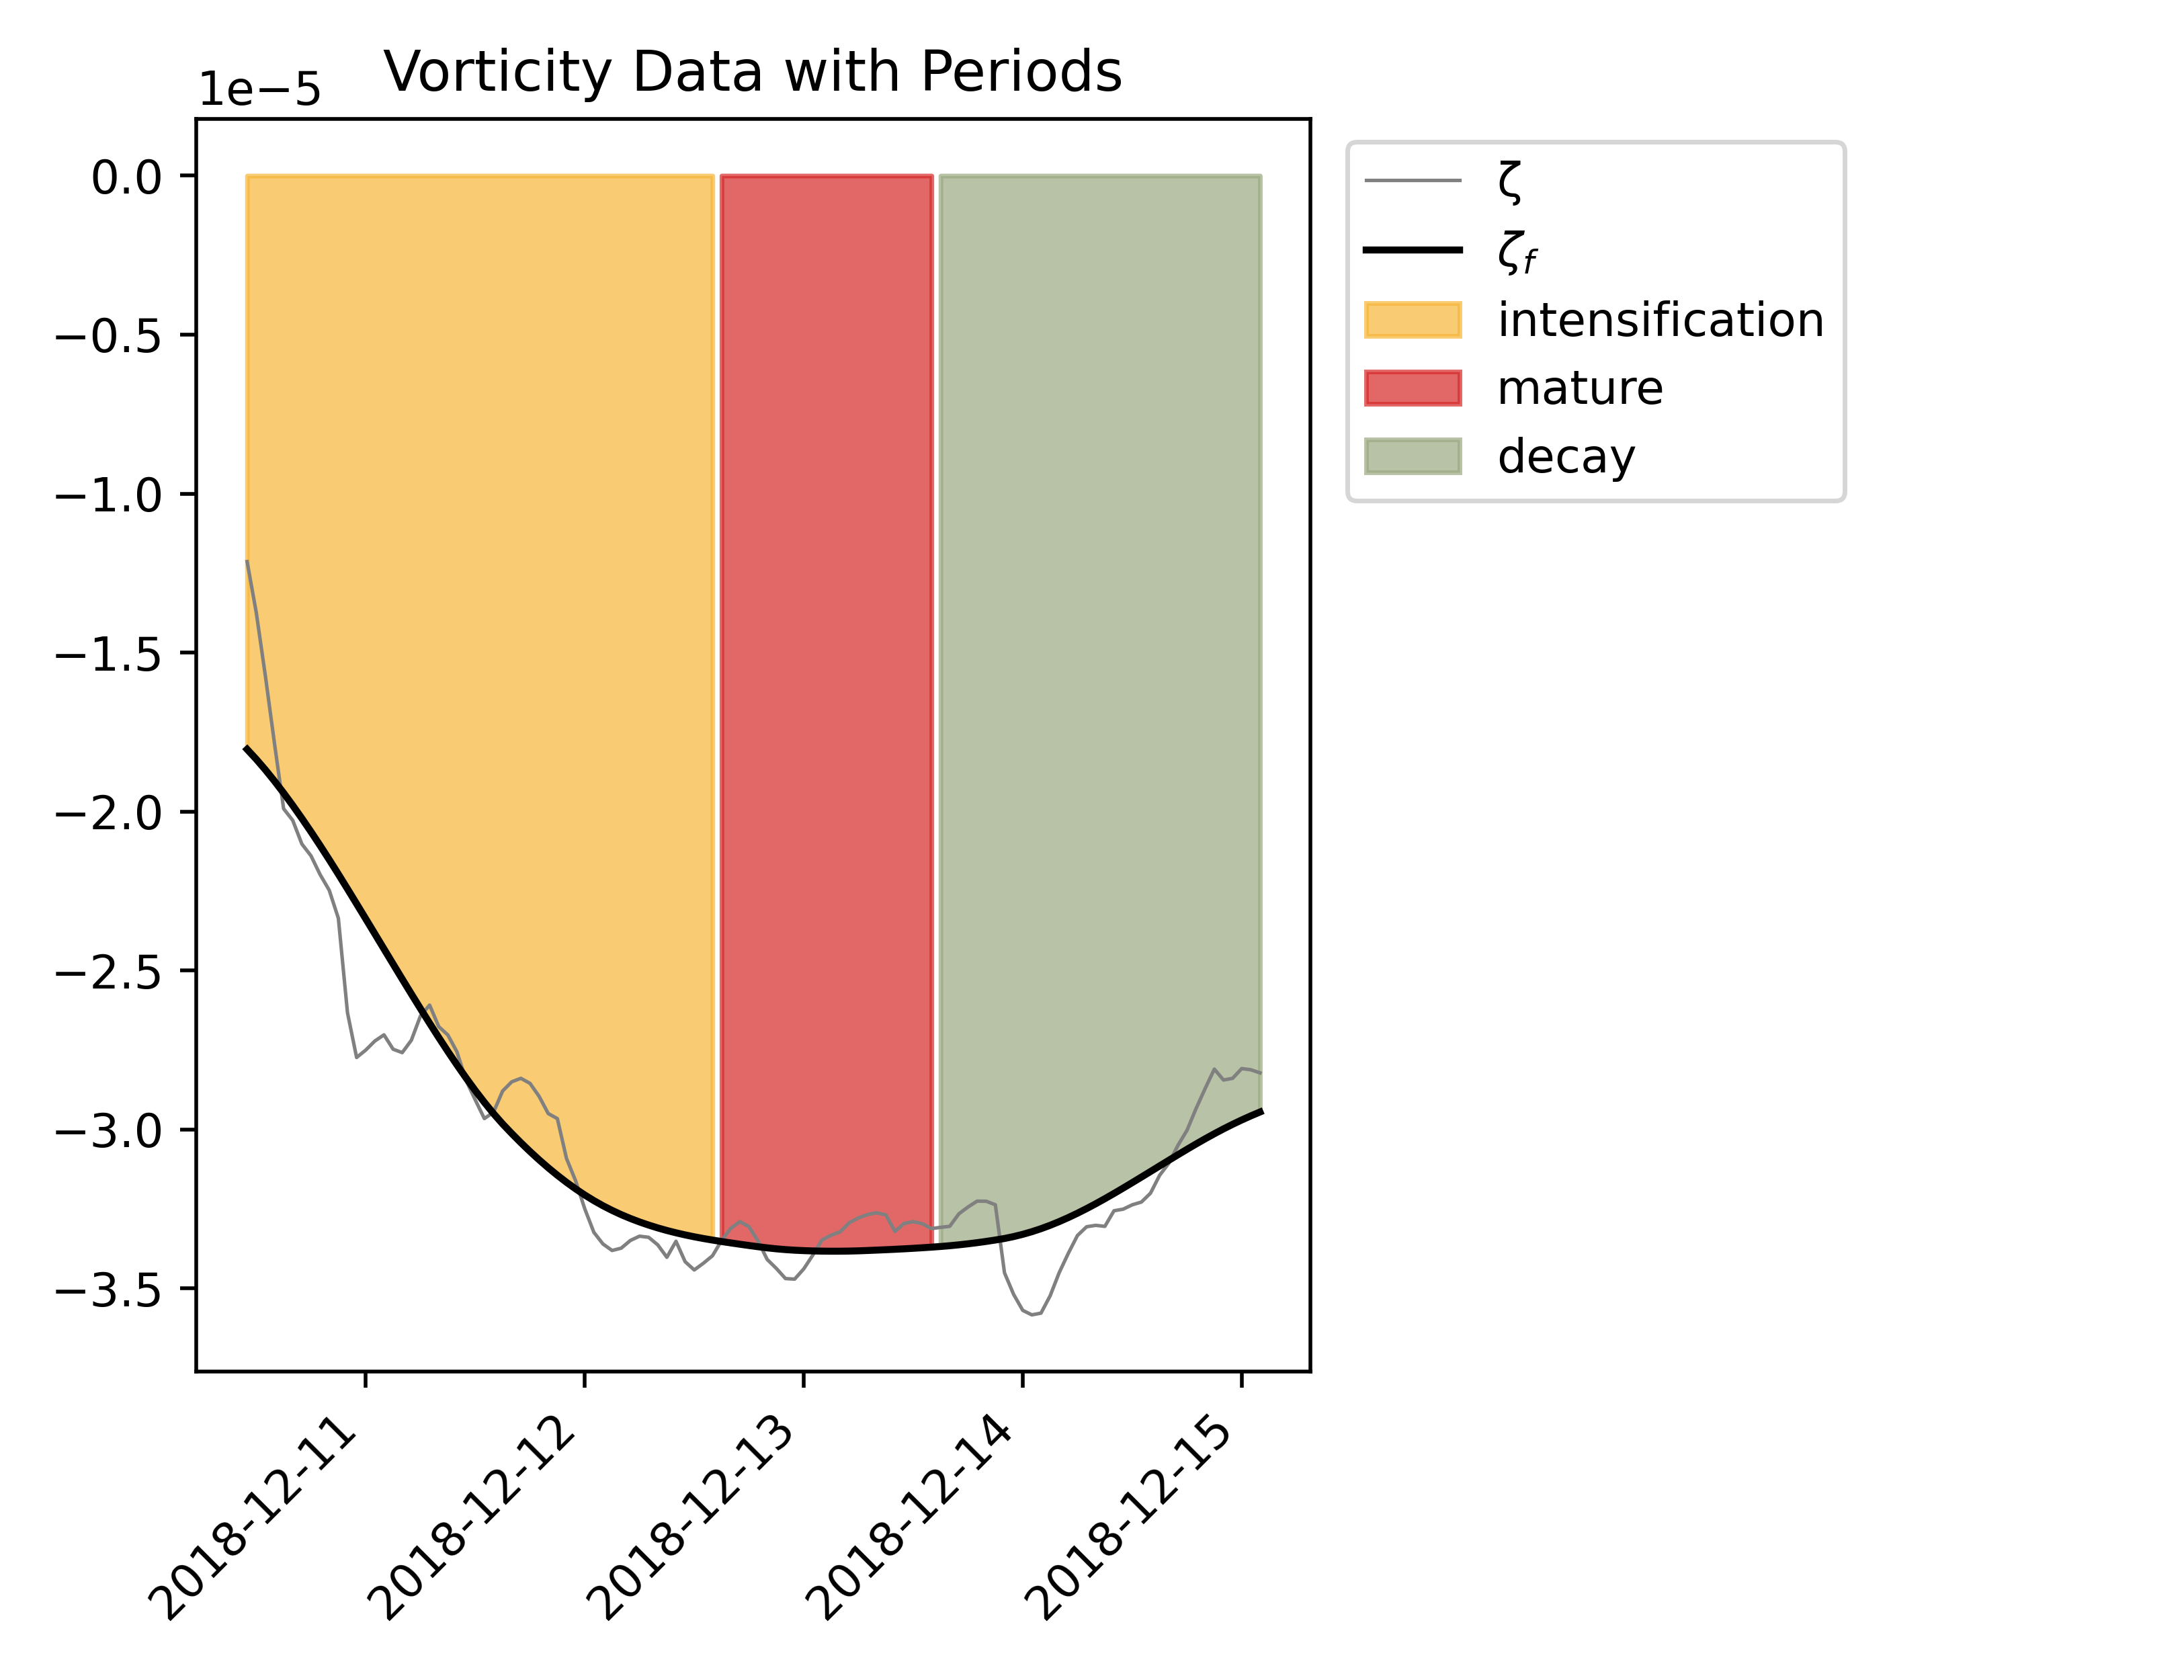 Vorticity Data with Periods
1e−5
0.0
−0.5
−1.0
−1.5
−2.0
−2.5
−3.0
−3.5
2018-12-11
2018-12-12
2018-12-13
2018-12-14
2018-12-15
ζ
ζf
intensification
mature
decay